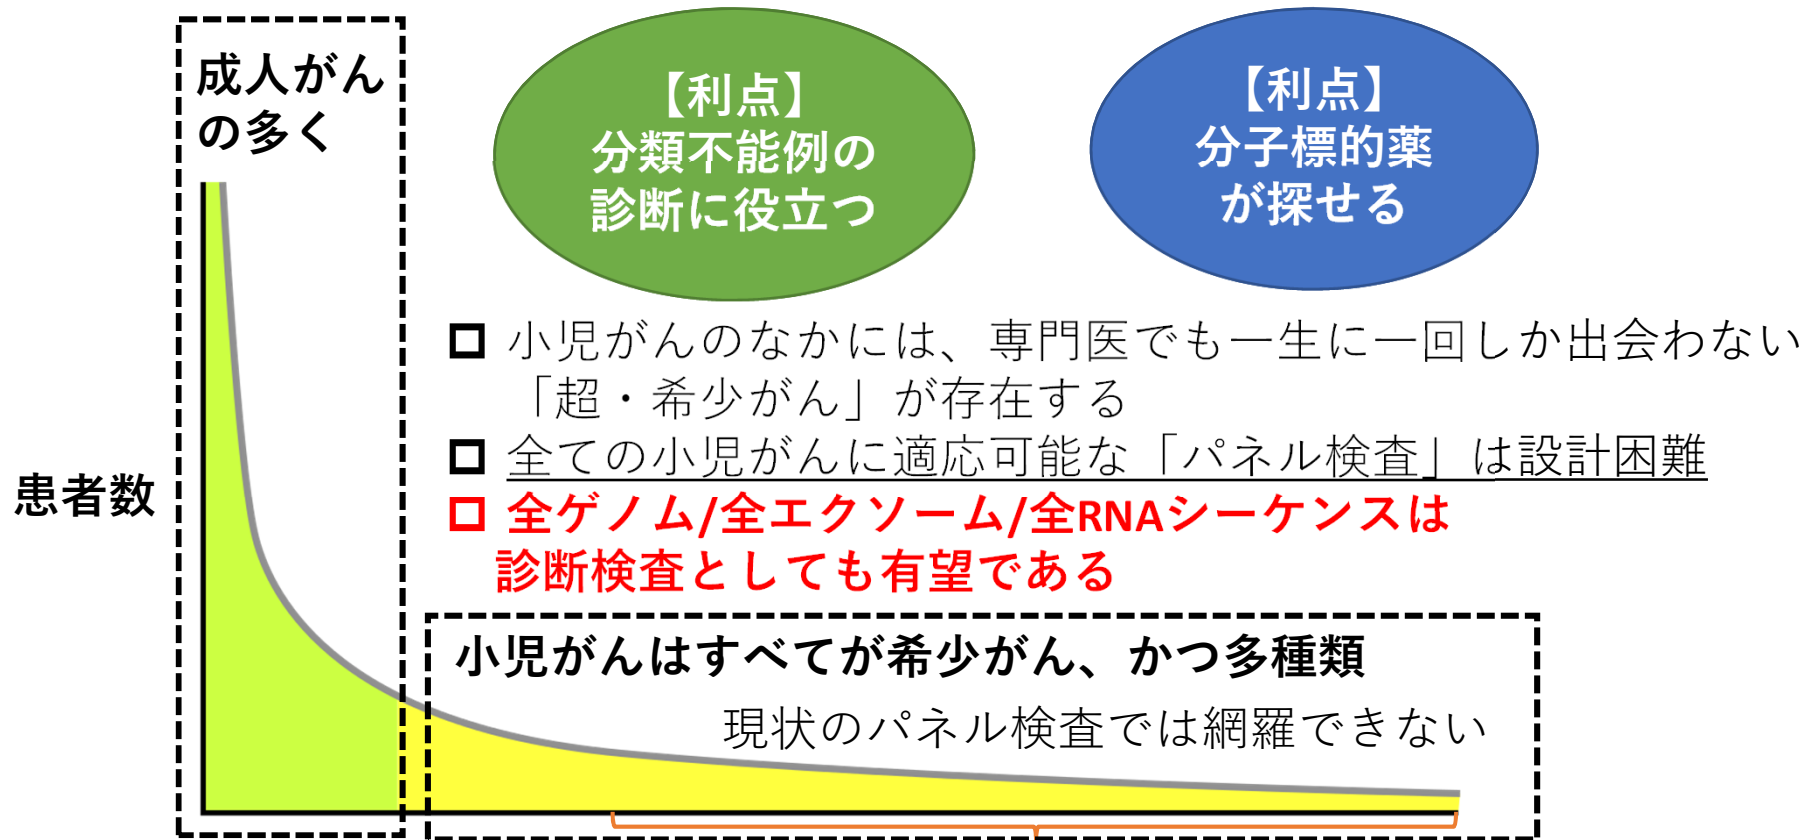 成人がん
の多く
【利点】
分類不能例の
診断に役立つ
【利点】
分子標的薬
が探せる
小児がんのなかには、専門医でも一生に一回しか出会わない
「超・希少がん」が存在する
全ての小児がんに適応可能な「パネル検査」は設計困難
全ゲノム/全エクソーム/全RNAシーケンスは
診断検査としても有望である
患者数
小児がんはすべてが希少がん、かつ多種類
現状のパネル検査では網羅できない